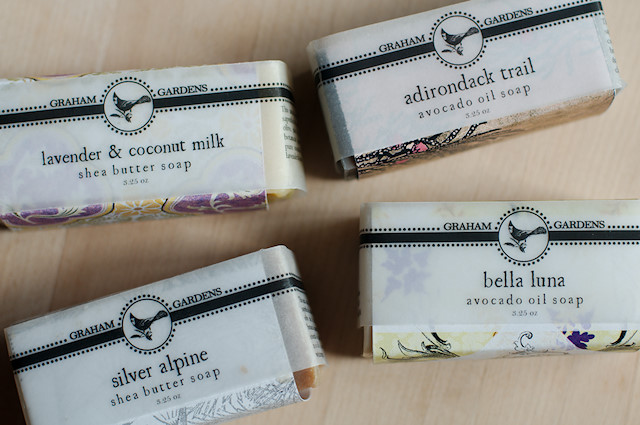 GRAHAM GARDENS
lavender & coconut milk
shea butter soap
3.25 oz
GRAHAM GARDENS
adirondack trail
avocado oil soap
3.25 oz
GRAHAM GARDENS
silver alpine
shea butter soap
3.25 oz
GRAHAM GARDENS
bella luna
avocado oil soap
3.25 oz